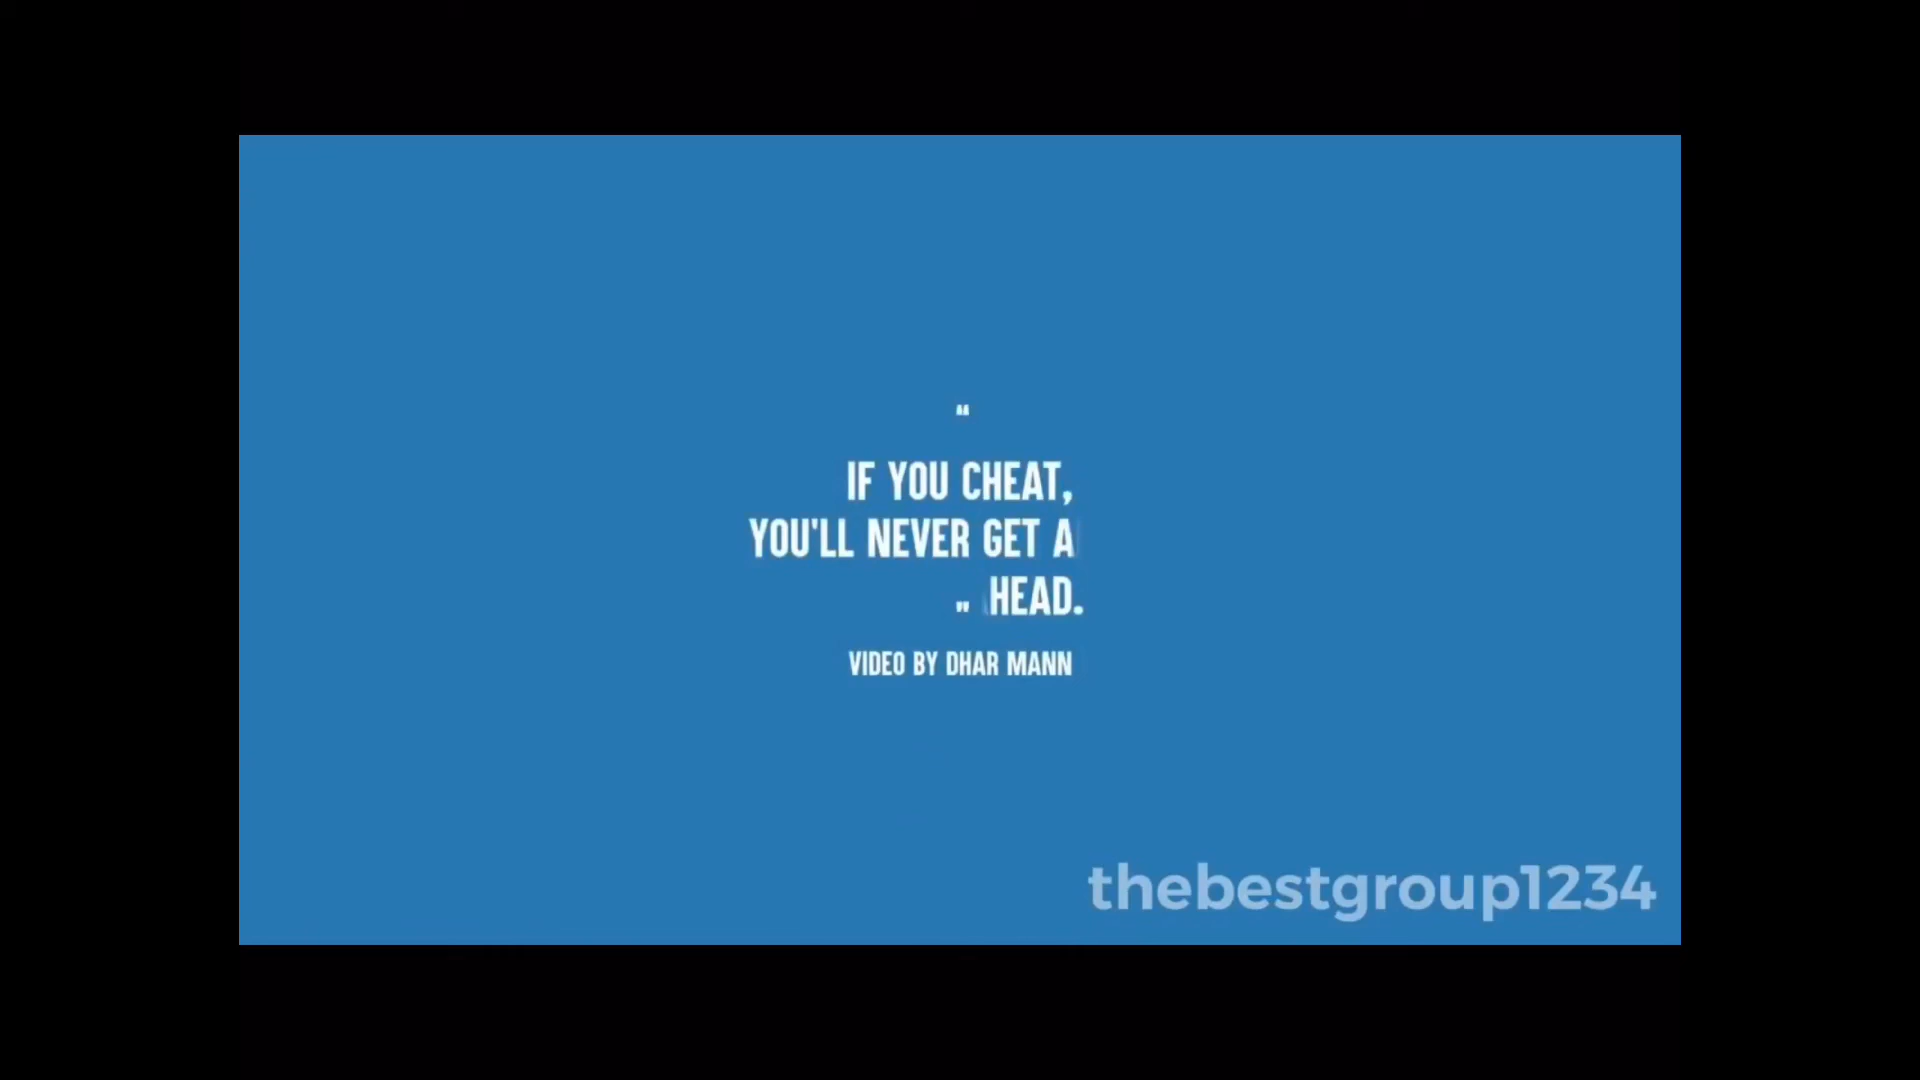 “
IF YOU CHEAT,
YOU'LL NEVER GET A
” HEAD.
VIDEO BY DHAR MANN
thebestgroup1234